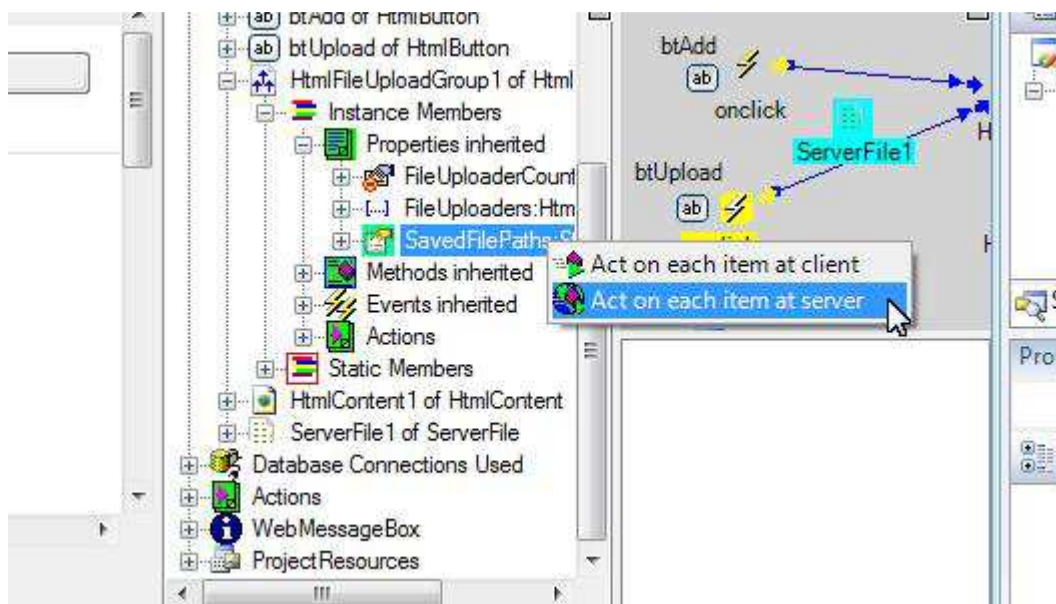 btAdd of HtmlButton
btUpload of HtmlButton
HtmlFileUploadGroup1 of Html
Instance Members
Properties inherited
FileUploaderCount
FileUploaders:Htm
SavedFilePaths:S
Methods inherited
Events inherited
Actions
Static Members
HtmlContent1 of HtmlContent
ServerFile1 of ServerFile
Database Connections Used
Actions
WebMessageBox
ProjectResources
btAdd
ab
onclick
ServerFile1
btUpload
ab
Act on each item at client
Act on each item at server
H
H
S
Pro